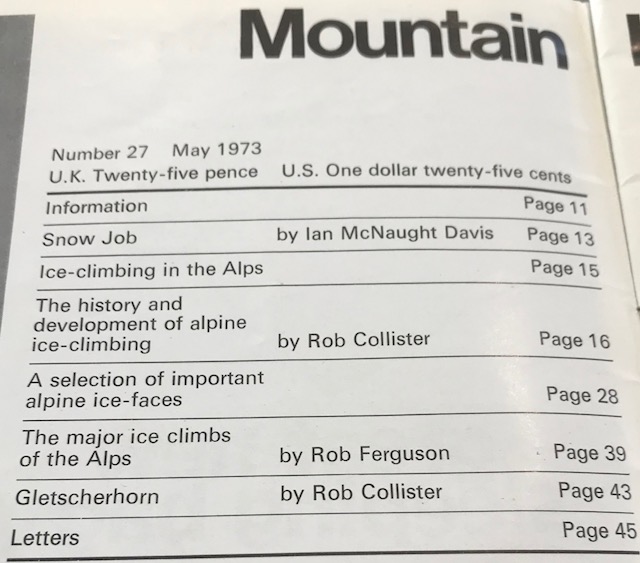 Mountain
Number 27 May 1973
U.K. Twenty-five pence U.S. One dollar twenty-five cents
Information Page 11
Snow Job by Ian McNaught Davis Page 13
Ice-climbing in the Alps Page 15
The history and
development of alpine
ice-climbing by Rob Collister Page 16
A selection of important
alpine ice-faces Page 28
The major ice climbs
of the Alps by Rob Ferguson Page 39
Gletscherhorn by Rob Collister Page 43
Letters Page 45